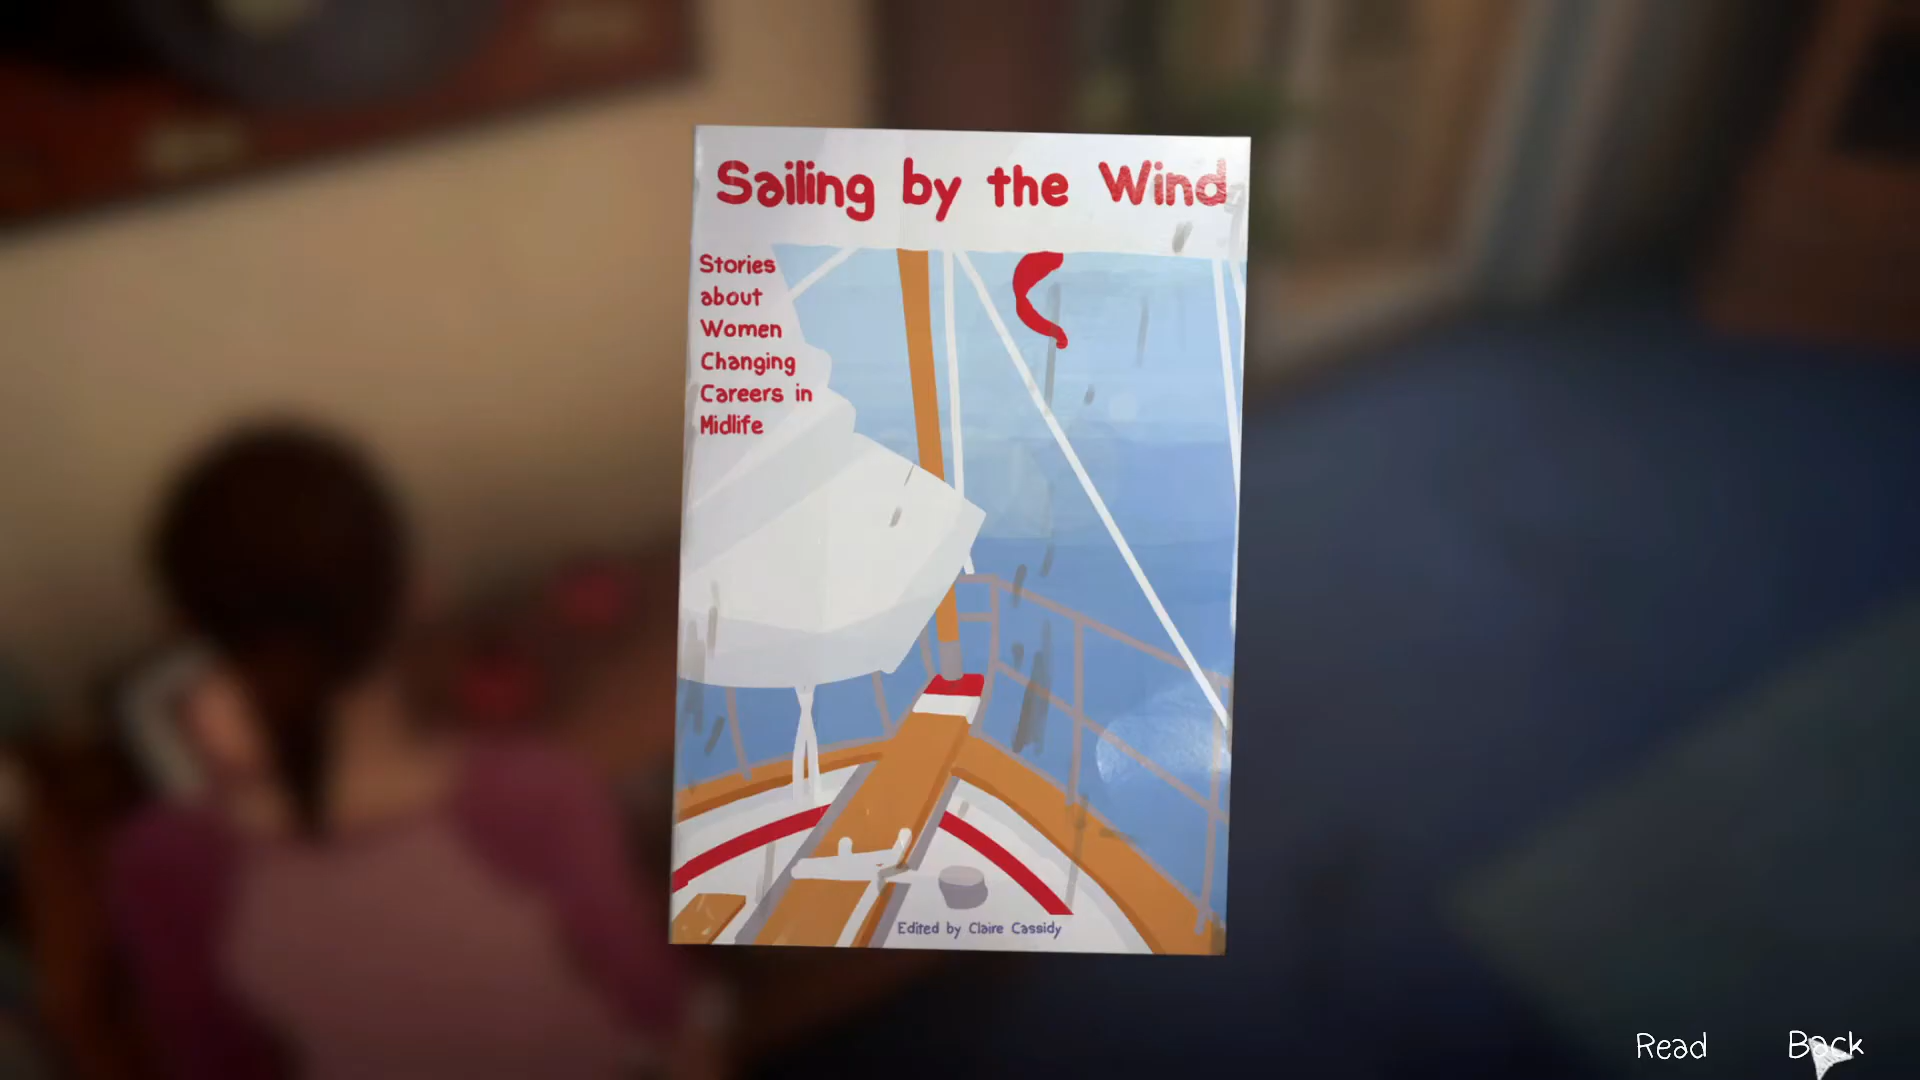 Sailing by the Wind
Stories
about
Women
Changing
Careers in
Midlife
Edited by Claire Cassidy
Read
Back